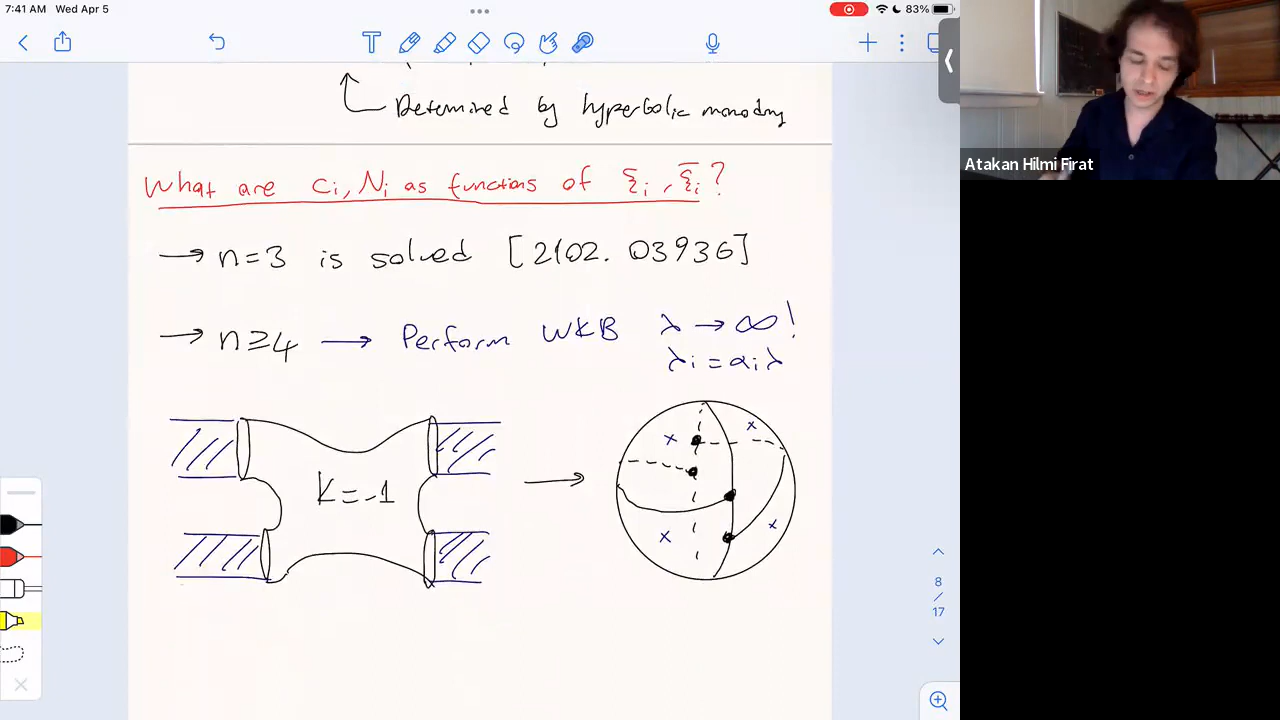 7:41 AM Wed Apr 5
83%
Determined by hyperbolic monodromy
Atakan Hilmi Firat
What are ci, Ni as functions of ξi, ξ̄i?
→ n=3 is solved [2102.03936]
→ n≥4 → Perform WKB λ → ∞!
λi = αiλ
K=-1
x x
x x
8
/
17